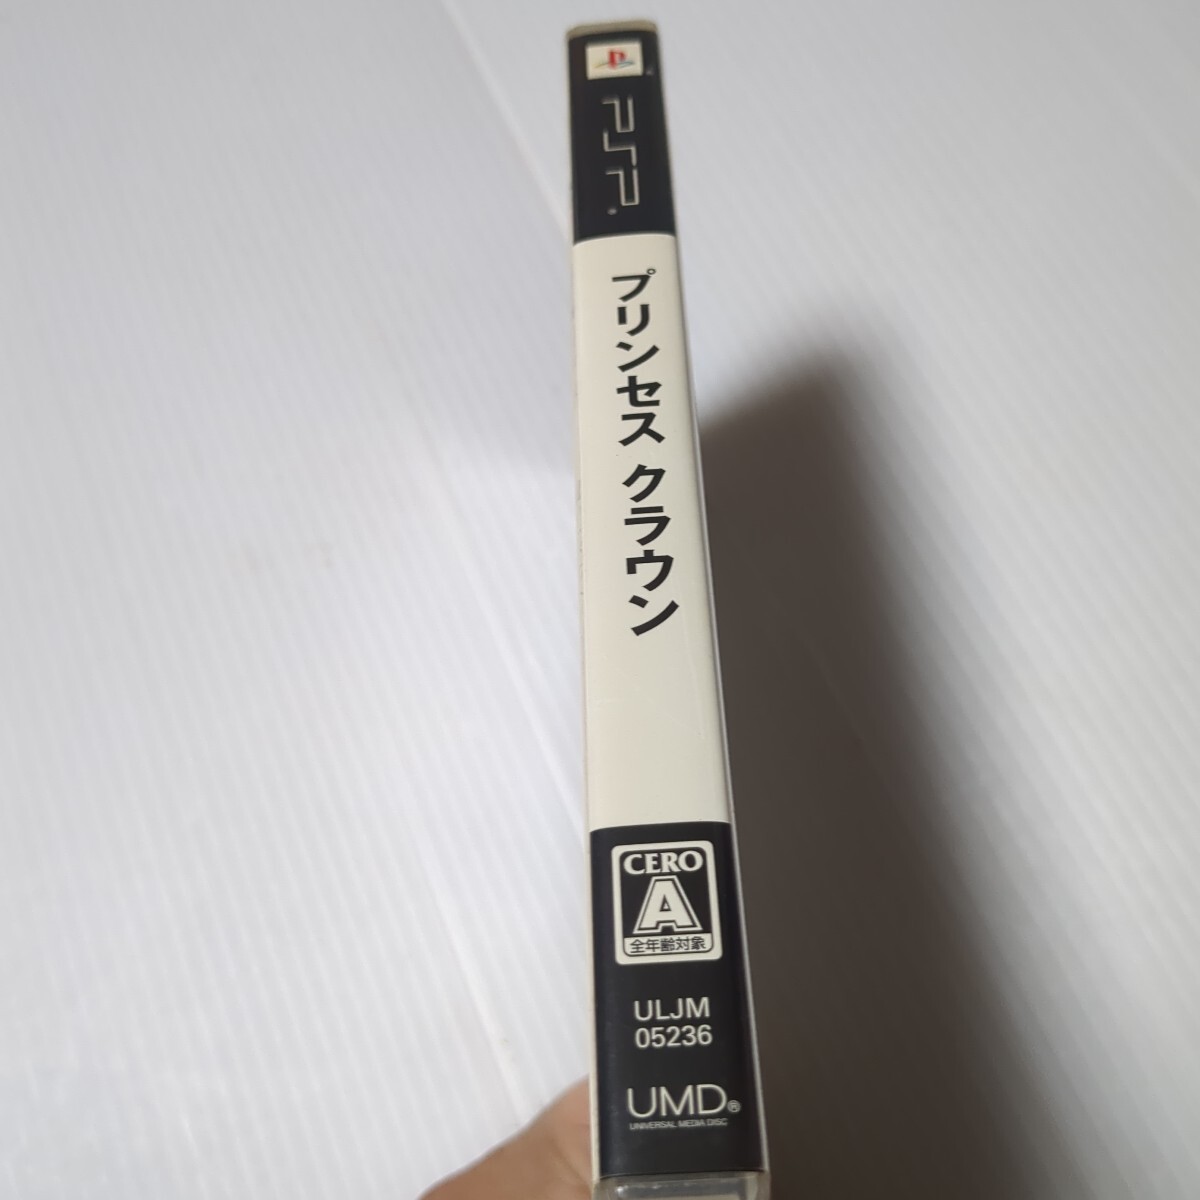 PSP
プリンセス クラウン
CERO
A
全年齢対象
ULJM
05236
UMD®
UNIVERSAL MEDIA DISC